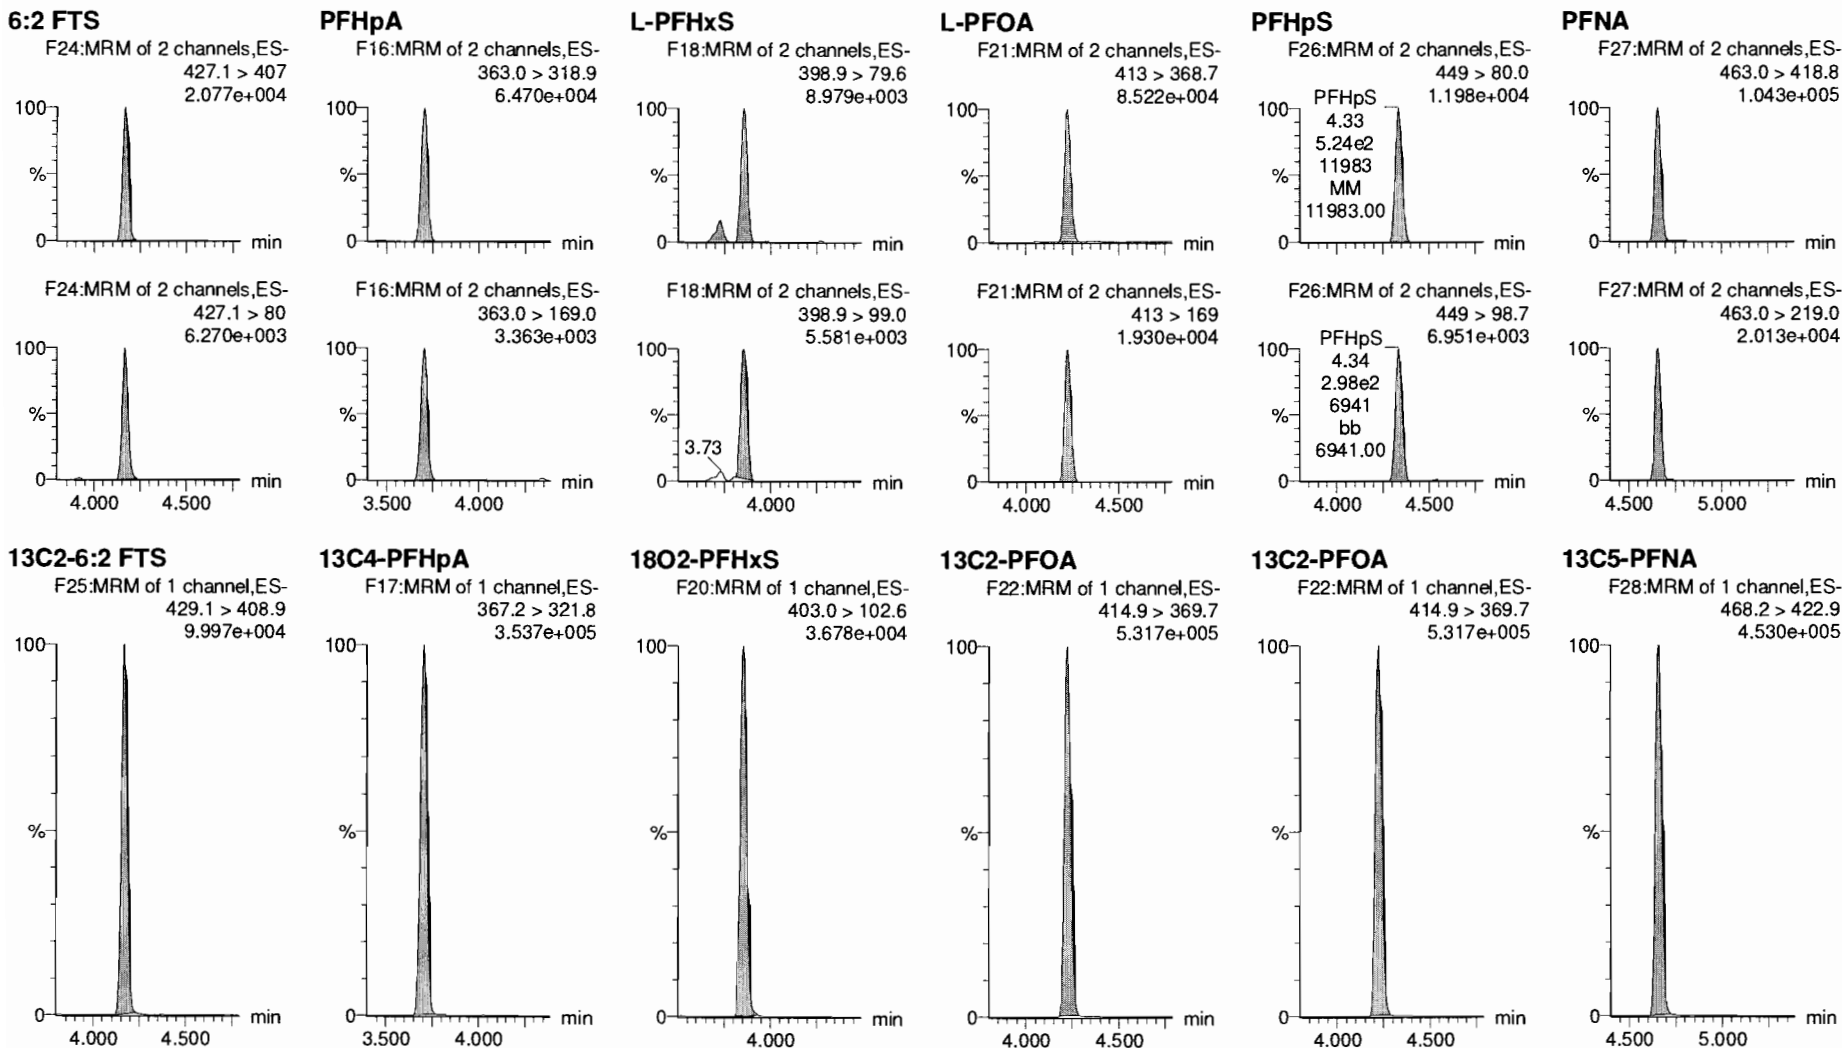 6:2 FTS
F24:MRM of 2 channels,ES-
427.1 > 407
2.077e+004
100
%
0
min
F24:MRM of 2 channels,ES-
427.1 > 80
6.270e+003
100
%
0
min
4.000 4.500
PFHpA
F16:MRM of 2 channels,ES-
363.0 > 318.9
6.470e+004
100
%
0
min
F16:MRM of 2 channels,ES-
363.0 > 169.0
3.363e+003
100
%
0
min
3.500 4.000
L-PFHxS
F18:MRM of 2 channels,ES-
398.9 > 79.6
8.979e+003
100
%
0
min
F18:MRM of 2 channels,ES-
398.9 > 99.0
5.581e+003
100
3.73
%
0
min
4.000
L-PFOA
F21:MRM of 2 channels,ES-
413 > 368.7
8.522e+004
100
%
0
min
F21:MRM of 2 channels,ES-
413 > 169
1.930e+004
100
%
0
min
4.000 4.500
PFHpS
F26:MRM of 2 channels,ES-
449 > 80.0
1.198e+004
100
PFHpS
4.33
5.24e2
11983
MM
11983.00
%
0
min
F26:MRM of 2 channels,ES-
449 > 98.7
6.951e+003
100
PFHpS
4.34
2.98e2
6941
bb
6941.00
%
0
min
4.000 4.500
PFNA
F27:MRM of 2 channels,ES-
463.0 > 418.8
1.043e+005
100
%
0
min
F27:MRM of 2 channels,ES-
463.0 > 219.0
2.013e+004
100
%
0
min
4.500 5.000
13C2-6:2 FTS
F25:MRM of 1 channel,ES-
429.1 > 408.9
9.997e+004
100
%
0
min
4.000 4.500
13C4-PFHpA
F17:MRM of 1 channel,ES-
367.2 > 321.8
3.537e+005
100
%
0
min
3.500 4.000
18O2-PFHxS
F20:MRM of 1 channel,ES-
403.0 > 102.6
3.678e+004
100
%
0
min
4.000
13C2-PFOA
F22:MRM of 1 channel,ES-
414.9 > 369.7
5.317e+005
100
%
0
min
4.000 4.500
13C2-PFOA
F22:MRM of 1 channel,ES-
414.9 > 369.7
5.317e+005
100
%
0
min
4.000 4.500
13C5-PFNA
F28:MRM of 1 channel,ES-
468.2 > 422.9
4.530e+005
100
%
0
min
4.500 5.000